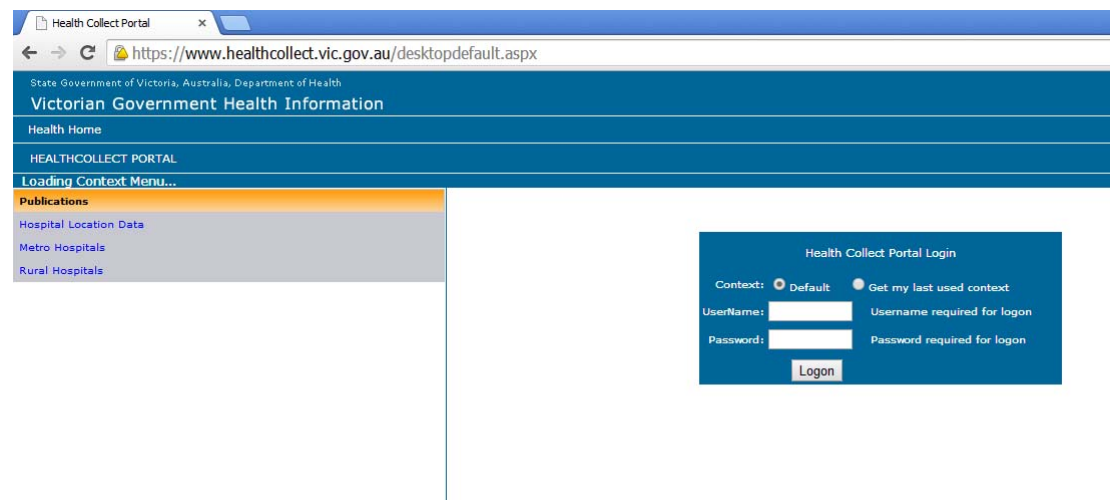 Health Collect Portal ×
https://www.healthcollect.vic.gov.au/desktopdefault.aspx
State Government of Victoria, Australia, Department of Health
Victorian Government Health Information
Health Home
HEALTHCOLLECT PORTAL
Loading Context Menu...
Publications
Hospital Location Data
Metro Hospitals
Rural Hospitals
Health Collect Portal Login
Context: Default Get my last used context
UserName: Username required for logon
Password: Password required for logon
Logon